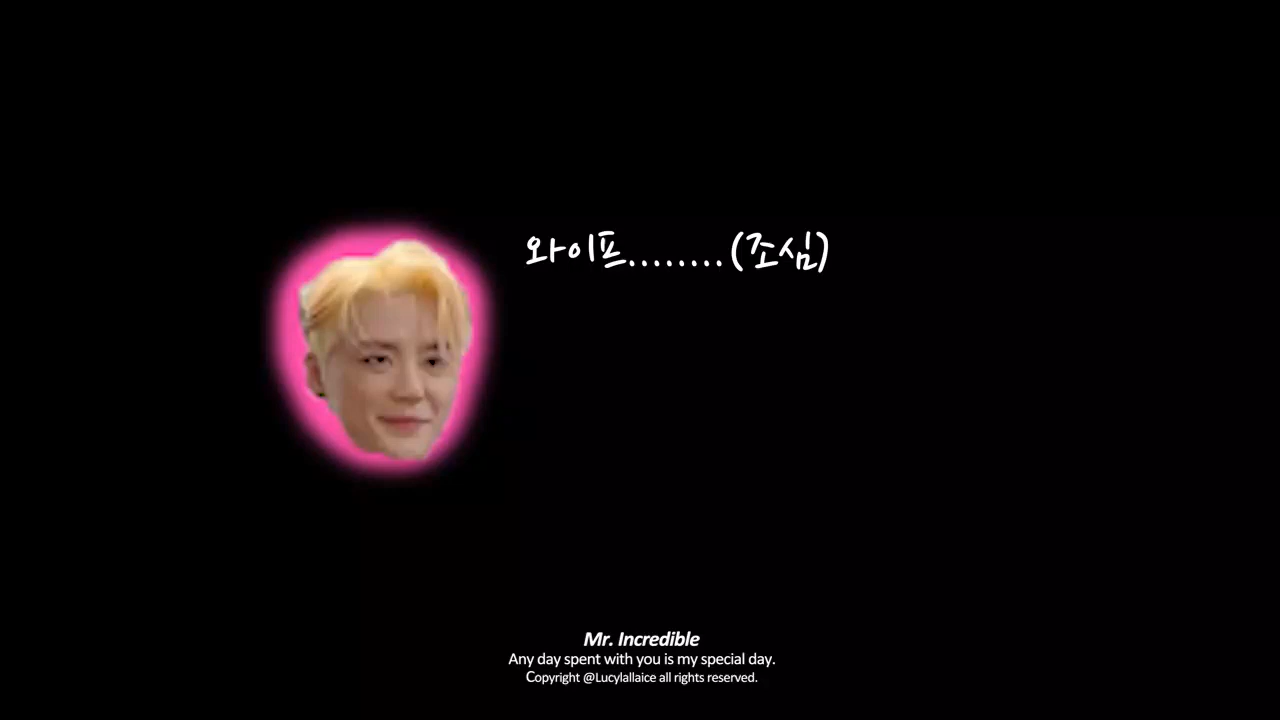 와이프........(조심)
Mr. Incredible
Any day spent with you is my special day.
Copyright @Lucylallaice all rights reserved.